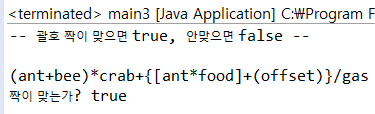 <terminated> main3 [Java Application] C:₩Program F
-- 괄호 짝이 맞으면 true, 안맞으면 false --
(ant+bee)*crab+{[ant*food]+(offset)}/gas
짝이 맞는가? true